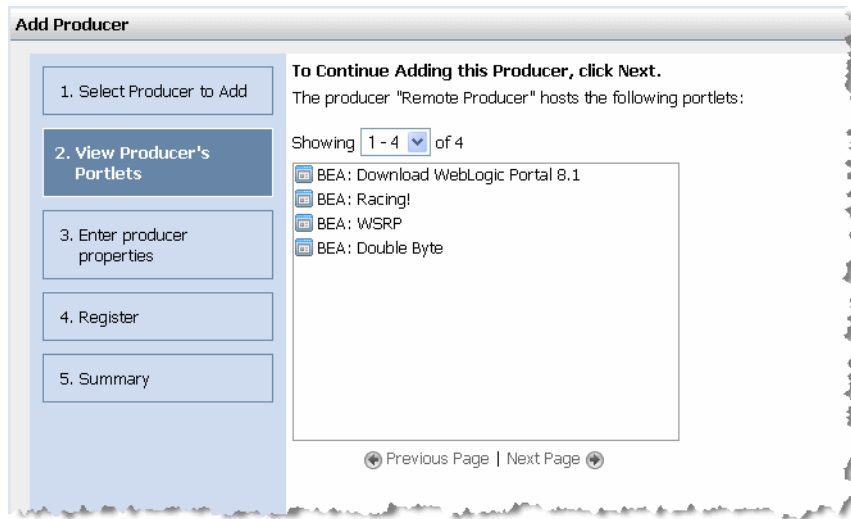 Add Producer
1. Select Producer to Add
2. View Producer's
Portlets
3. Enter producer
properties
4. Register
5. Summary
To Continue Adding this Producer, click Next.
The producer "Remote Producer" hosts the following portlets:
Showing 1 - 4 of 4
BEA: Download WebLogic Portal 8.1
BEA: Racing!
BEA: WSRP
BEA: Double Byte
Previous Page | Next Page